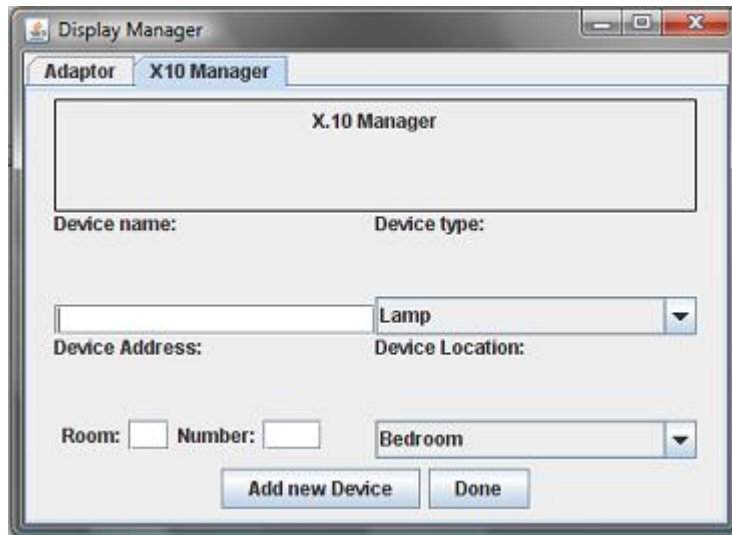 Display Manager
Adaptor X10 Manager
X.10 Manager
Device name: Device type:
Lamp
Device Address: Device Location:
Room: Number: Bedroom
Add new Device Done